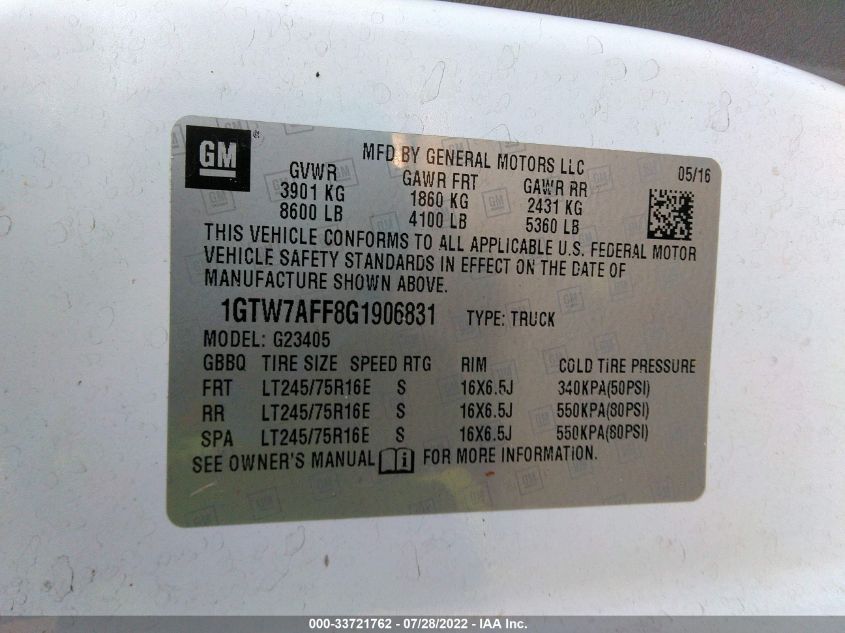 GM ®
MFD BY GENERAL MOTORS LLC 05/16
GVWR GAWR FRT GAWR RR
3901 KG 1860 KG 2431 KG
8600 LB 4100 LB 5360 LB
THIS VEHICLE CONFORMS TO ALL APPLICABLE U.S. FEDERAL MOTOR
VEHICLE SAFETY STANDARDS IN EFFECT ON THE DATE OF
MANUFACTURE SHOWN ABOVE.
1GTW7AFF8G1906831 TYPE: TRUCK
MODEL: G23405
GBBQ TIRE SIZE SPEED RTG RIM COLD TIRE PRESSURE
FRT LT245/75R16E S 16X6.5J 340KPA(50PSI)
RR LT245/75R16E S 16X6.5J 550KPA(80PSI)
SPA LT245/75R16E S 16X6.5J 550KPA(80PSI)
SEE OWNER'S MANUAL i FOR MORE INFORMATION.
000-33721762 - 07/28/2022 - IAA Inc.